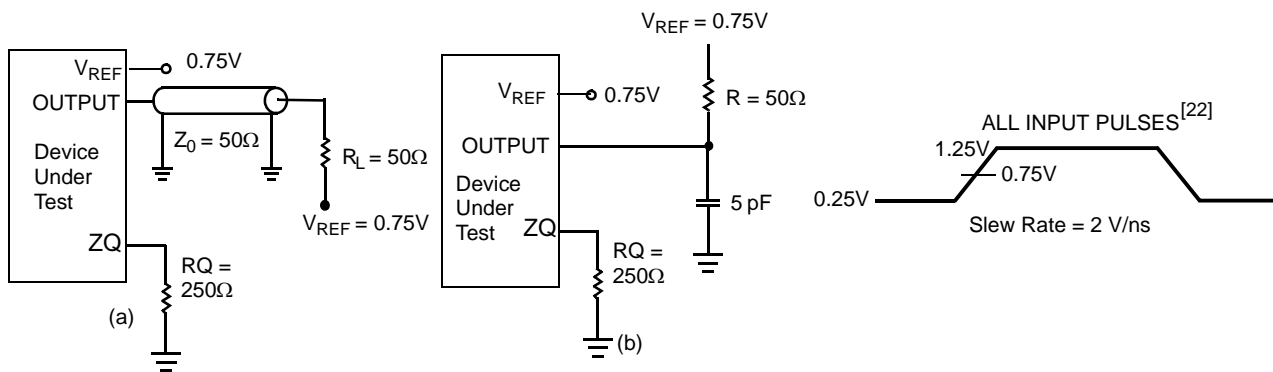 V_REF 0.75V
OUTPUT
Z_0 = 50Ω
Device
Under
Test
R_L = 50Ω
V_REF = 0.75V
ZQ
RQ =
250Ω
(a)
V_REF = 0.75V
R = 50Ω
V_REF 0.75V
OUTPUT
Device
Under
Test
5 pF
ZQ
RQ =
250Ω
(b)
ALL INPUT PULSES[22]
1.25V
0.75V
0.25V
Slew Rate = 2 V/ns